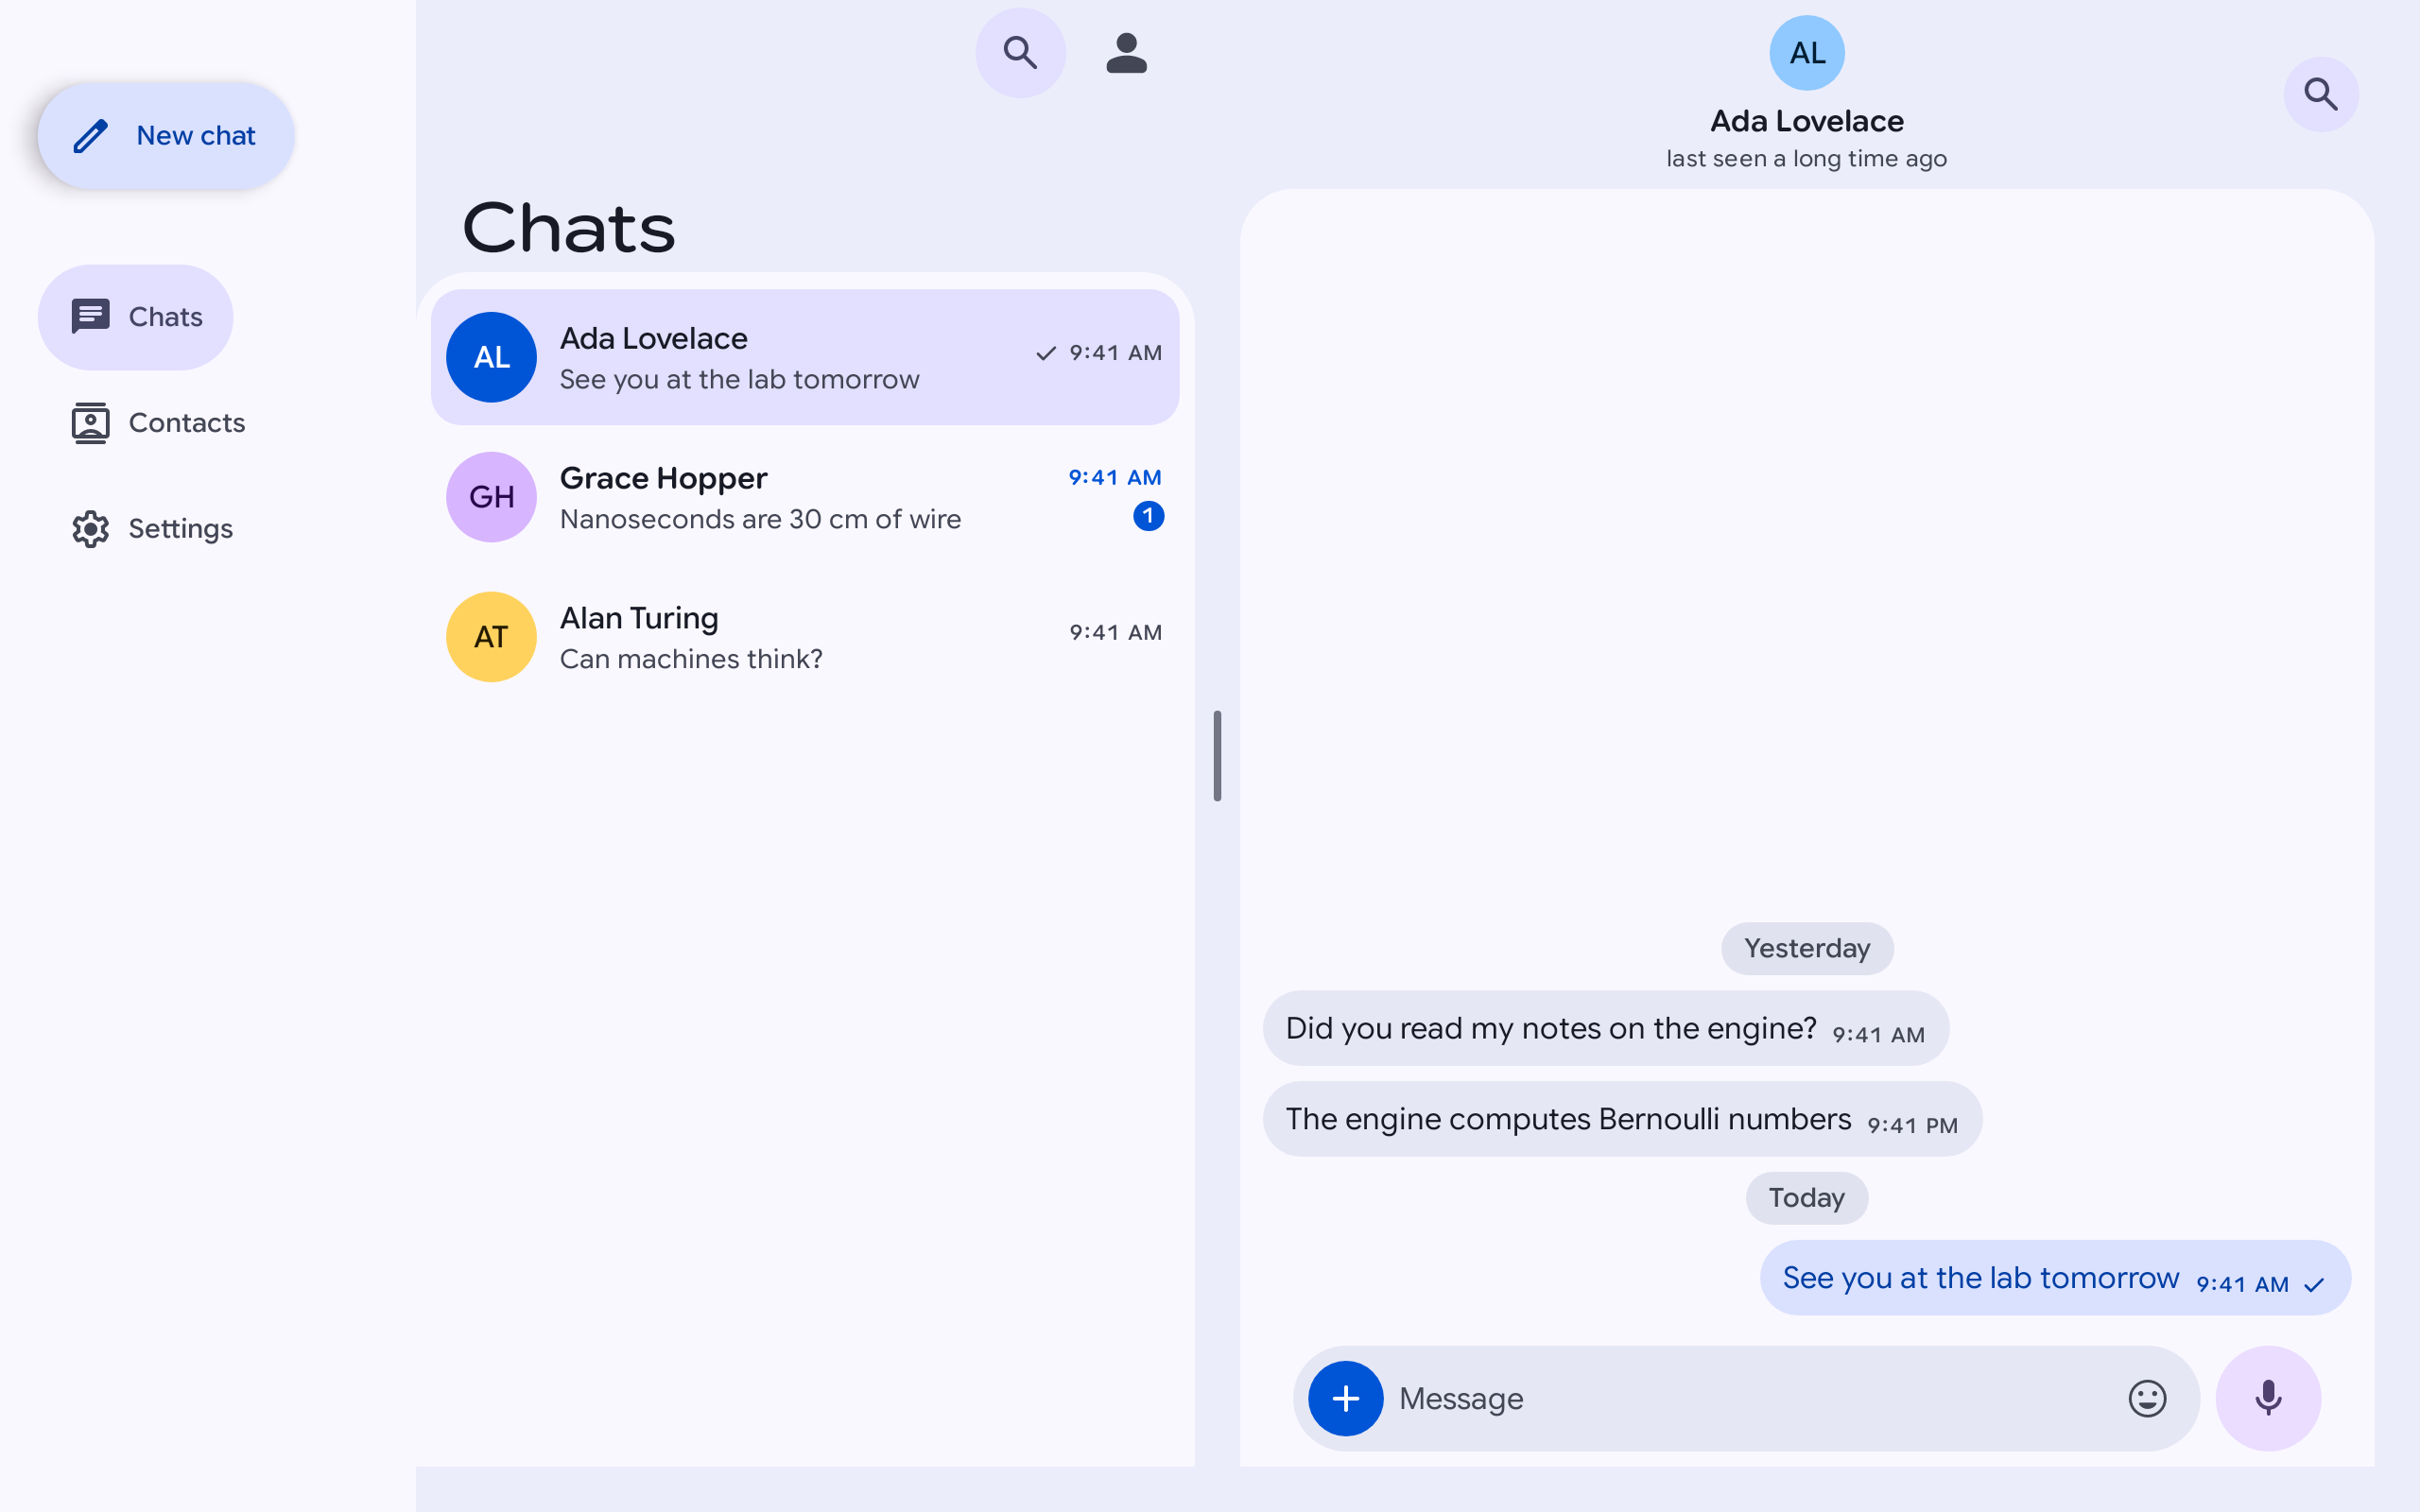 New chat
Chats
Contacts
Settings
Chats
AL
Ada Lovelace
9:41 AM
See you at the lab tomorrow
GH
Grace Hopper
9:41 AM
Nanoseconds are 30 cm of wire
1
AT
Alan Turing
9:41 AM
Can machines think?
AL
Ada Lovelace
last seen a long time ago
Yesterday
Did you read my notes on the engine? 9:41 AM
The engine computes Bernoulli numbers 9:41 PM
Today
See you at the lab tomorrow 9:41 AM
Message